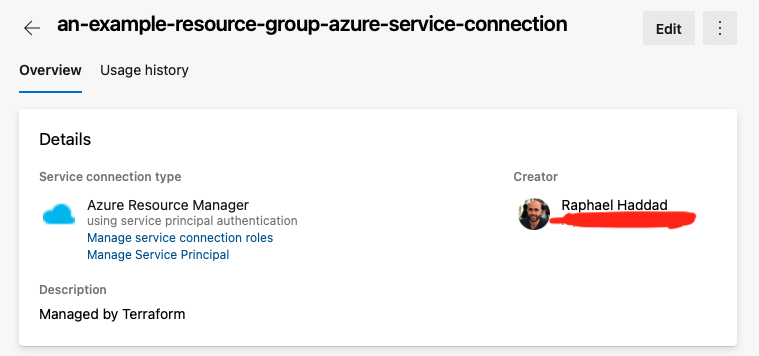 an-example-resource-group-azure-service-connection
Edit
Overview
Usage history
Details
Service connection type
Azure Resource Manager
using service principal authentication
Manage service connection roles
Manage Service Principal
Creator
Raphael Haddad
Description
Managed by Terraform